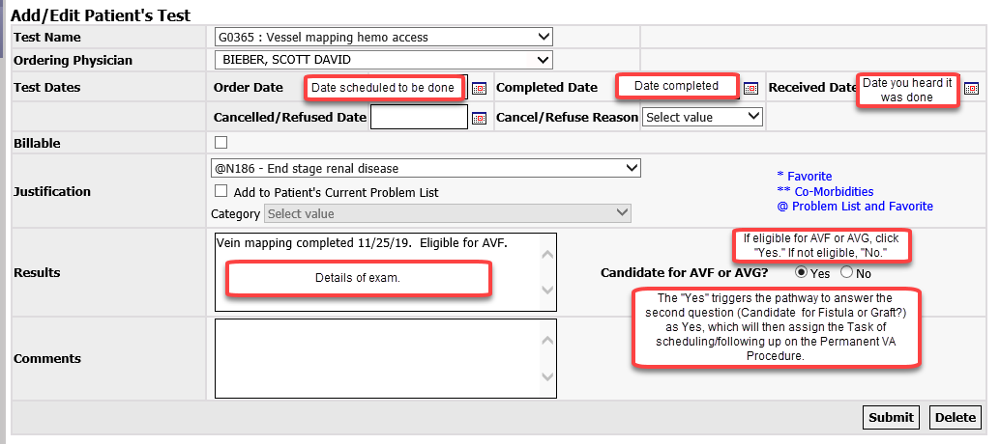 Add/Edit Patient's Test
Test Name G0365 : Vessel mapping hemo access
Ordering Physician BIEBER, SCOTT DAVID
Test Dates Order Date Date scheduled to be done Completed Date Date completed Received Date Date you heard it
was done
Cancelled/Refused Date Cancel/Refuse Reason Select value
Billable
Justification
@N186 - End stage renal disease
Add to Patient's Current Problem List
Category Select value
* Favorite
** Co-Morbidities
@ Problem List and Favorite
Results
Vein mapping completed 11/25/19. Eligible for AVF.
Details of exam.
If eligible for AVF or AVG, click
"Yes." If not eligible, "No."
Candidate for AVF or AVG? Yes No
The "Yes" triggers the pathway to answer the
second question (Candidate for Fistula or Graft?)
as Yes, which will then assign the Task of
scheduling/following up on the Permanent VA
Procedure.
Comments
Submit Delete